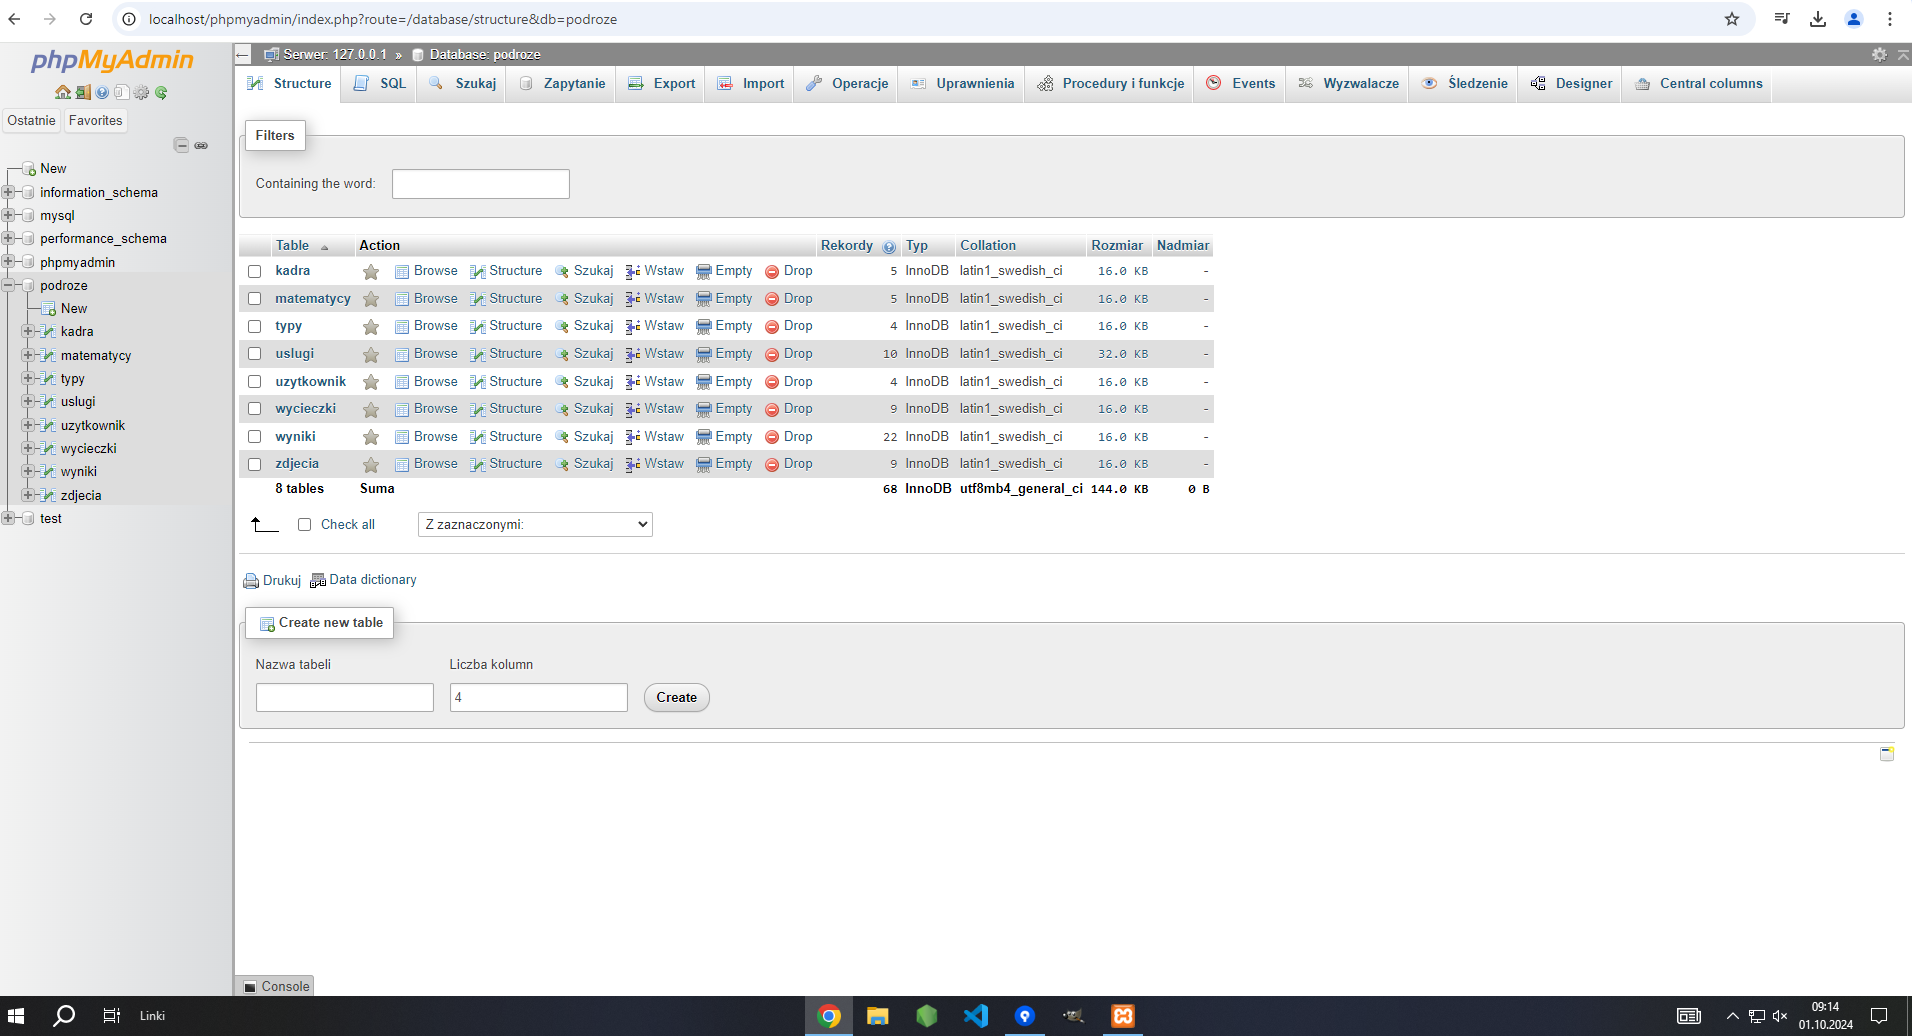 localhost/phpmyadmin/index.php?route=/database/structure&db=podroze
phpMyAdmin
Ostatnie Favorites
New
information_schema
mysql
performance_schema
phpmyadmin
podroze
New
kadra
matematycy
typy
uslugi
uzytkownik
wycieczki
wyniki
zdjecia
test
Serwer: 127.0.0.1 » Database: podroze
Structure SQL Szukaj Zapytanie Export Import Operacje Uprawnienia Procedury i funkcje Events Wyzwalacze Śledzenie Designer Central columns
Filters
Containing the word:
Table Action Rekordy Typ Collation Rozmiar Nadmiar
kadra Browse Structure Szukaj Wstaw Empty Drop 5 InnoDB latin1_swedish_ci 16.0 KB -
matematycy Browse Structure Szukaj Wstaw Empty Drop 5 InnoDB latin1_swedish_ci 16.0 KB -
typy Browse Structure Szukaj Wstaw Empty Drop 4 InnoDB latin1_swedish_ci 16.0 KB -
uslugi Browse Structure Szukaj Wstaw Empty Drop 10 InnoDB latin1_swedish_ci 32.0 KB -
uzytkownik Browse Structure Szukaj Wstaw Empty Drop 4 InnoDB latin1_swedish_ci 16.0 KB -
wycieczki Browse Structure Szukaj Wstaw Empty Drop 9 InnoDB latin1_swedish_ci 16.0 KB -
wyniki Browse Structure Szukaj Wstaw Empty Drop 22 InnoDB latin1_swedish_ci 16.0 KB -
zdjecia Browse Structure Szukaj Wstaw Empty Drop 9 InnoDB latin1_swedish_ci 16.0 KB -
8 tables Suma 68 InnoDB utf8mb4_general_ci 144.0 KB 0 B
Check all Z zaznaczonymi:
Drukuj Data dictionary
Create new table
Nazwa tabeli Liczba kolumn
4 Create
Console
Linki
09:14
01.10.2024